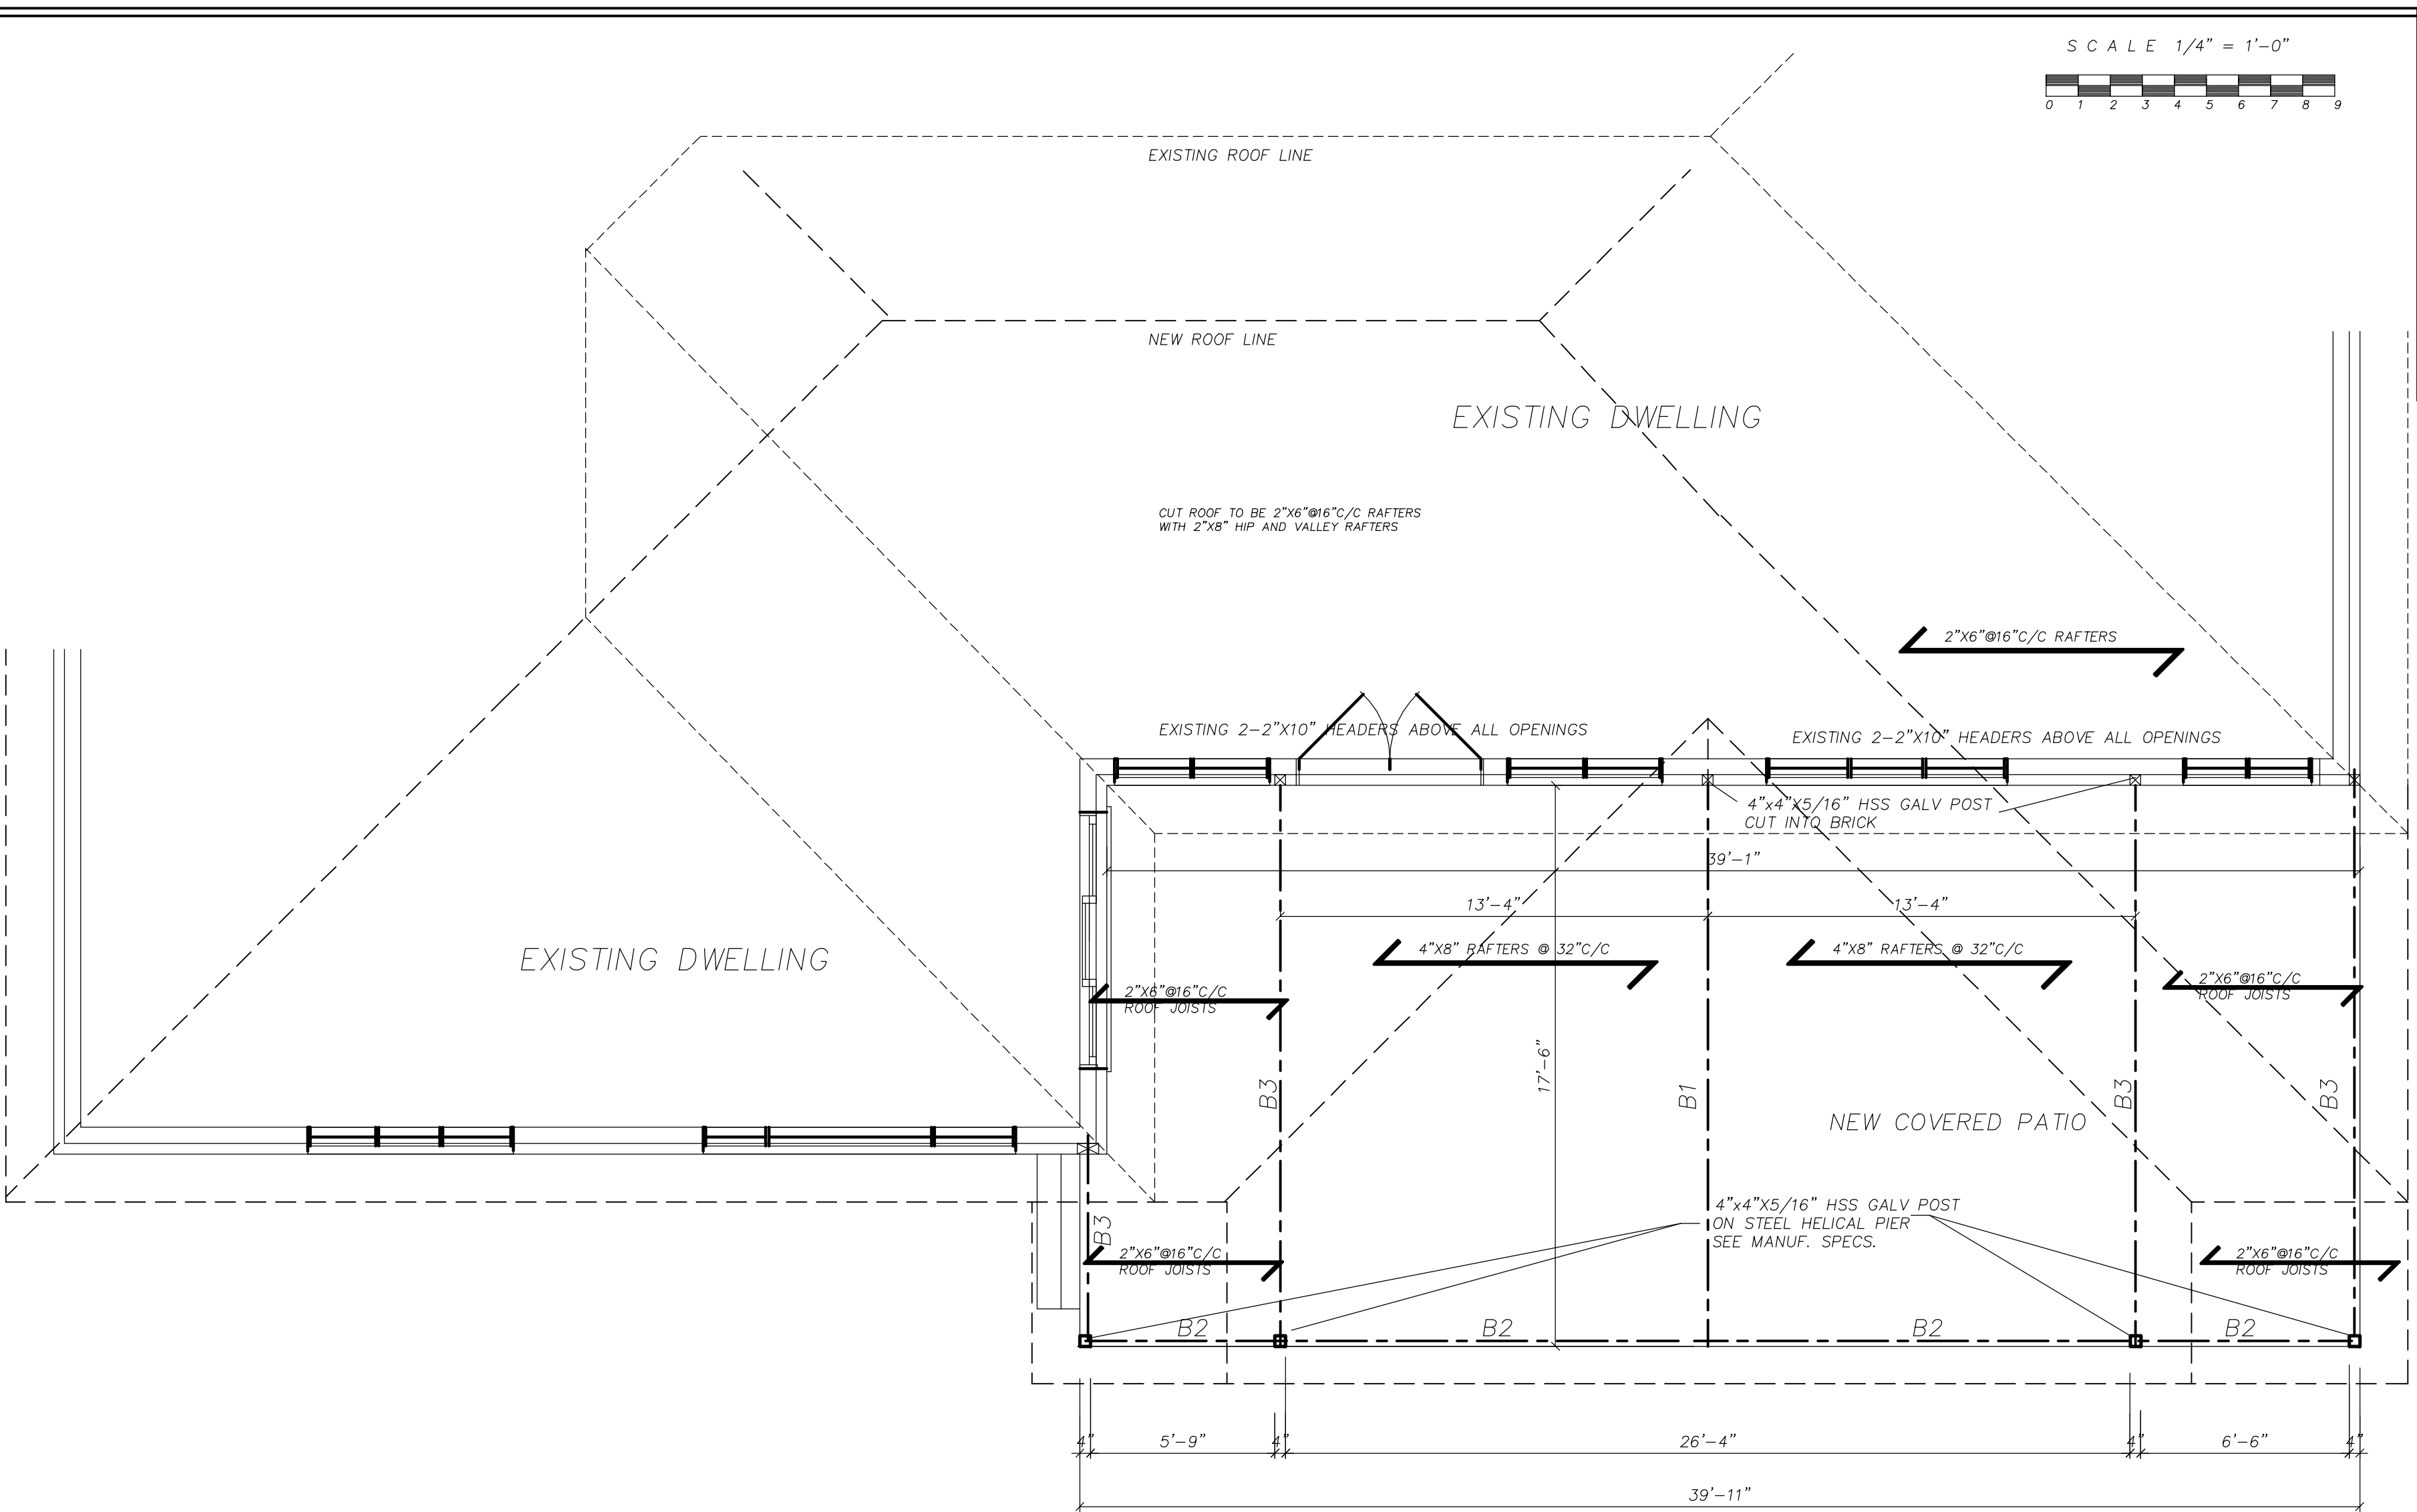 S C A L E 1/4" = 1'-0"
0 1 2 3 4 5 6 7 8 9
EXISTING ROOF LINE
NEW ROOF LINE
EXISTING DWELLING
CUT ROOF TO BE 2"X6"@16"C/C RAFTERS
WITH 2"X8" HIP AND VALLEY RAFTERS
2"X6"@16"C/C RAFTERS
EXISTING 2-2"X10" HEADERS ABOVE ALL OPENINGS
EXISTING 2-2"X10" HEADERS ABOVE ALL OPENINGS
4"x4"X5/16" HSS GALV POST
CUT INTO BRICK
39'-1"
13'-4"
13'-4"
EXISTING DWELLING
4"X8" RAFTERS @ 32"C/C
4"X8" RAFTERS @ 32"C/C
2"X6"@16"C/C
ROOF JOISTS
2"X6"@16"C/C
ROOF JOISTS
17'-6"
B3
B1
B3
B3
NEW COVERED PATIO
4"x4"X5/16" HSS GALV POST
ON STEEL HELICAL PIER
SEE MANUF. SPECS.
B3
2"X6"@16"C/C
ROOF JOISTS
2"X6"@16"C/C
ROOF JOISTS
B2
B2
B2
B2
4"
5'-9"
4"
26'-4"
4"
6'-6"
4"
39'-11"